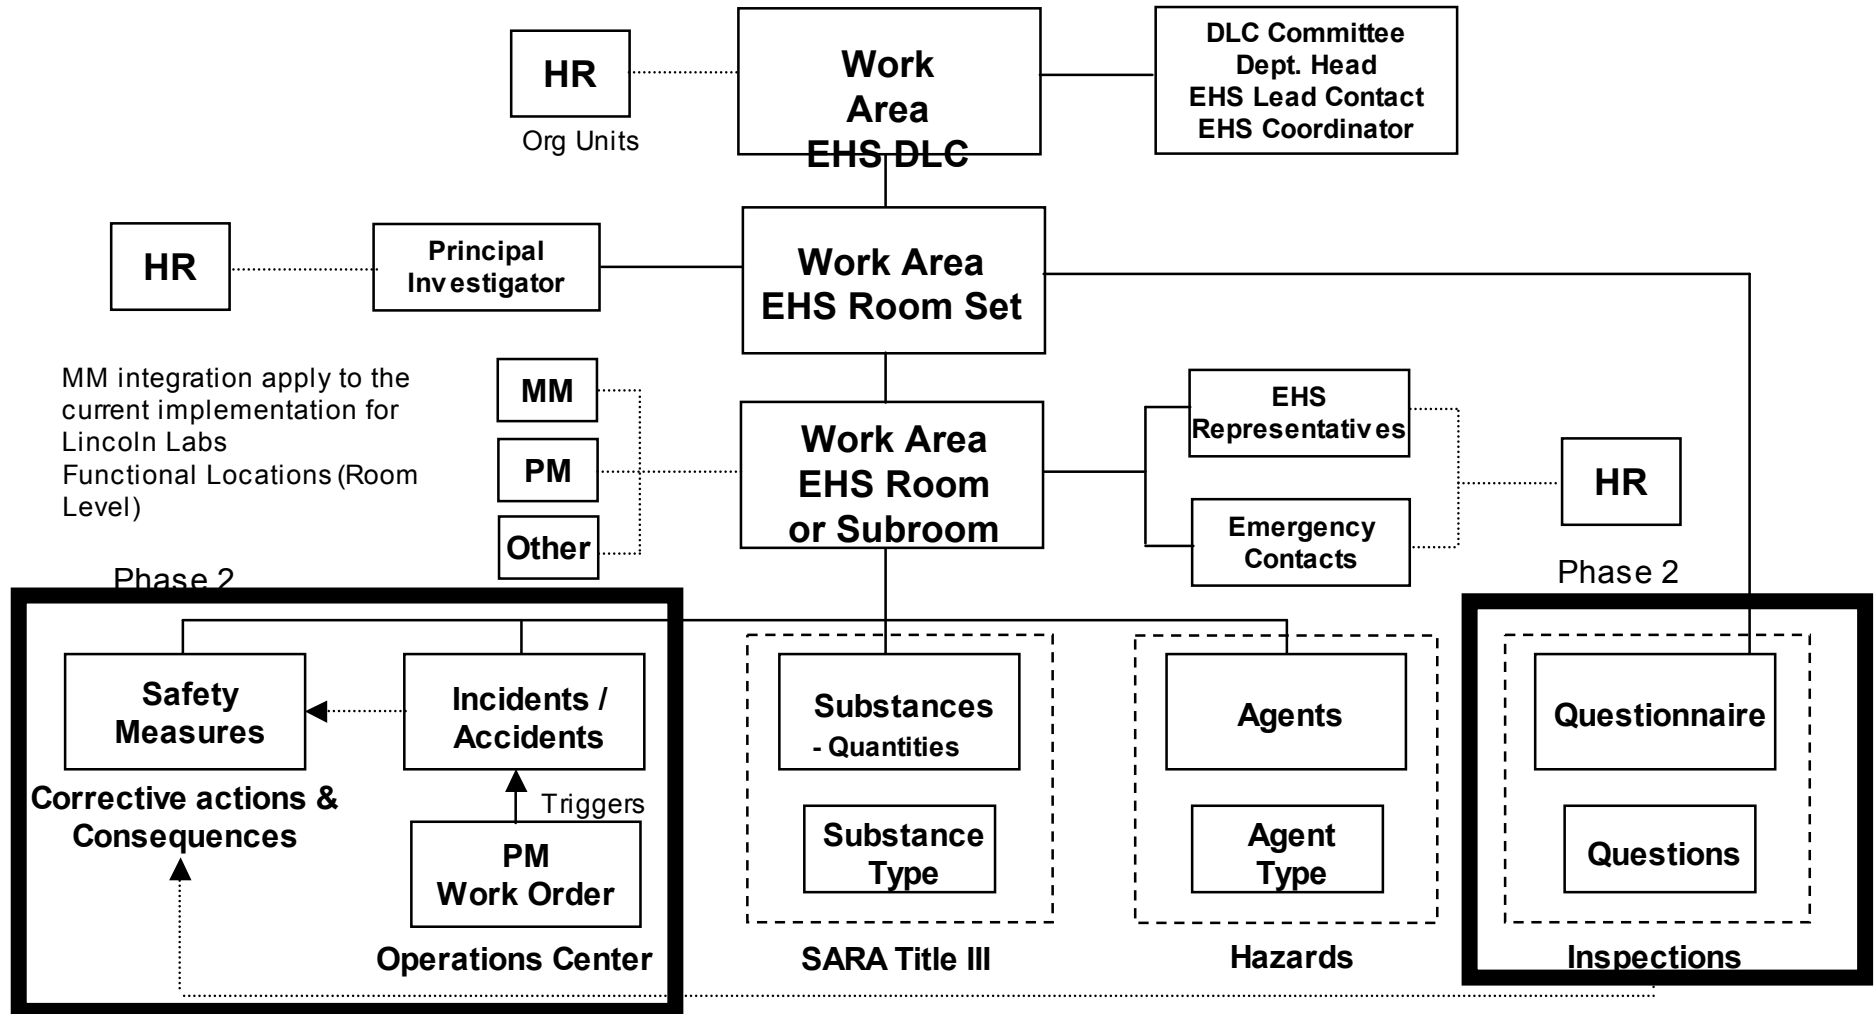 HR
Org Units
Work
Area
EHS DLC
DLC Committee
Dept. Head
EHS Lead Contact
EHS Coordinator
HR
Principal
Investigator
Work Area
EHS Room Set
MM integration apply to the
current implementation for
Lincoln Labs
Functional Locations (Room
Level)
MM
PM
Other
Work Area
EHS Room
or Subroom
EHS
Representatives
Emergency
Contacts
HR
Phase 2
Phase 2
Safety
Measures
Corrective actions &
Consequences
Incidents /
Accidents
Triggers
PM
Work Order
Operations Center
Substances
- Quantities
Substance
Type
SARA Title III
Agents
Agent
Type
Hazards
Questionnaire
Questions
Inspections